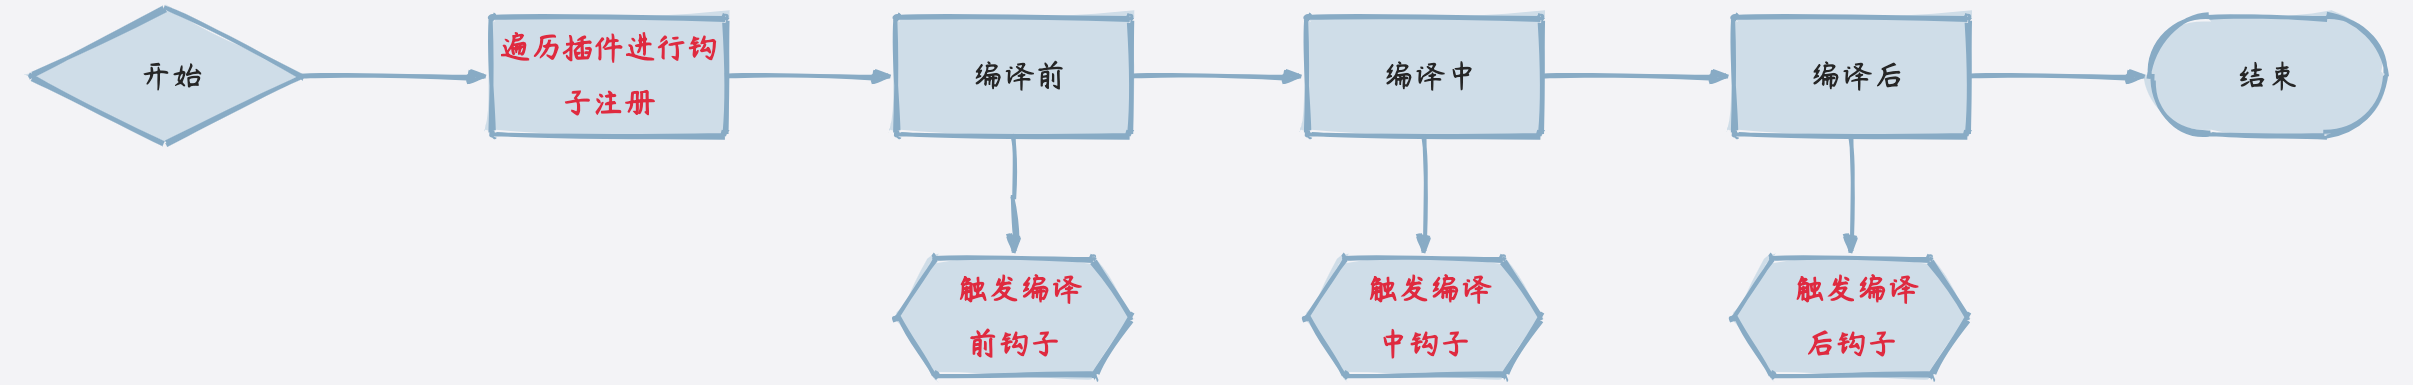 开始
遍历插件进行钩
子注册
编译前
编译中
编译后
结束
触发编译
前钩子
触发编译
中钩子
触发编译
后钩子